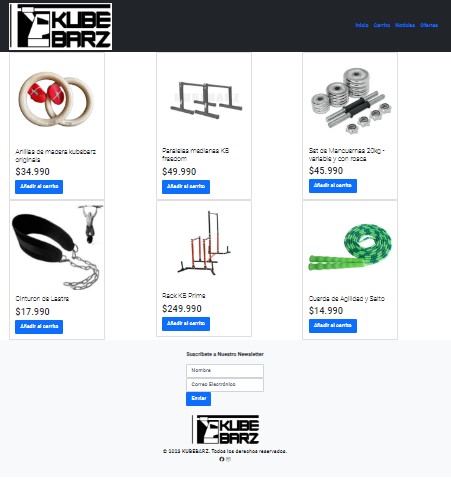 KUBE
BARZ
Inicio Carrito Noticias Ofertas
Anillas de madera kubebarz
originals
$34.990
Añadir al carrito
Paralelas medianas KB
freedom
$49.990
Añadir al carrito
Set de Mancuernas 20kg -
variable y con rosca
$45.990
Añadir al carrito
Cinturon de Lastre
$17.990
Añadir al carrito
Rack KB Prime
$249.990
Añadir al carrito
Cuerda de Agilidad y Salto
$14.990
Añadir al carrito
Suscríbete a Nuestro Newsletter
Nombre
Correo Electrónico
Enviar
KUBE
BARZ
© 2023 KUBEBARZ. Todos los derechos reservados.